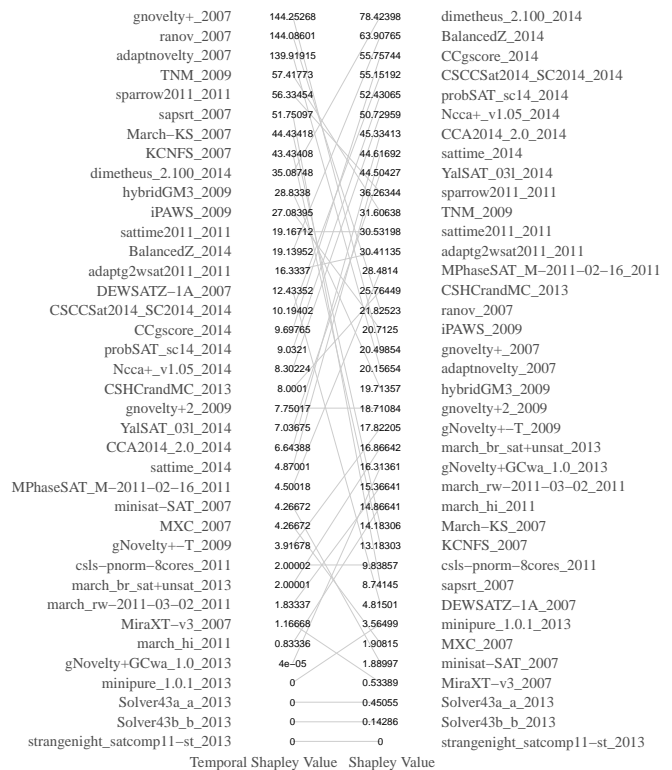 gnovelty+_2007 144.25268 78.42398 dimetheus_2.100_2014
ranov_2007 144.08601 63.90765 BalancedZ_2014
adaptnovelty_2007 139.91915 55.75744 CCgscore_2014
TNM_2009 57.41773 55.15192 CSCCSat2014_SC2014_2014
sparrow2011_2011 56.33454 52.43065 probSAT_sc14_2014
sapsrt_2007 51.75097 50.72959 Ncca+_v1.05_2014
March−KS_2007 44.43418 45.33413 CCA2014_2.0_2014
KCNFS_2007 43.43408 44.61692 sattime_2014
dimetheus_2.100_2014 35.08748 44.50427 YalSAT_03l_2014
hybridGM3_2009 28.8338 36.26344 sparrow2011_2011
iPAWS_2009 27.08395 31.60638 TNM_2009
sattime2011_2011 19.16712 30.53198 sattime2011_2011
BalancedZ_2014 19.13952 30.41135 adaptg2wsat2011_2011
adaptg2wsat2011_2011 16.3337 28.4814 MPhaseSAT_M−2011−02−16_2011
DEWSATZ−1A_2007 12.43352 25.76449 CSHCrandMC_2013
CSCCSat2014_SC2014_2014 10.19402 21.82523 ranov_2007
CCgscore_2014 9.69765 20.7125 iPAWS_2009
probSAT_sc14_2014 9.0321 20.49854 gnovelty+_2007
Ncca+_v1.05_2014 8.30224 20.15654 adaptnovelty_2007
CSHCrandMC_2013 8.0001 19.71357 hybridGM3_2009
gnovelty+2_2009 7.75017 18.71084 gnovelty+2_2009
YalSAT_03l_2014 7.03675 17.82205 gNovelty+−T_2009
CCA2014_2.0_2014 6.64388 16.86642 march_br_sat+unsat_2013
sattime_2014 4.87001 16.31361 gNovelty+GCwa_1.0_2013
MPhaseSAT_M−2011−02−16_2011 4.50018 15.36641 march_rw−2011−03−02_2011
minisat−SAT_2007 4.26672 14.86641 march_hi_2011
MXC_2007 4.26672 14.18306 March−KS_2007
gNovelty+−T_2009 3.91678 13.18303 KCNFS_2007
csls−pnorm−8cores_2011 2.00002 9.83857 csls−pnorm−8cores_2011
march_br_sat+unsat_2013 2.00001 8.74145 sapsrt_2007
march_rw−2011−03−02_2011 1.83337 4.81501 DEWSATZ−1A_2007
MiraXT−v3_2007 1.16668 3.56499 minipure_1.0.1_2013
march_hi_2011 0.83336 1.90815 MXC_2007
gNovelty+GCwa_1.0_2013 4e−05 1.88997 minisat−SAT_2007
minipure_1.0.1_2013 0 0.53389 MiraXT−v3_2007
Solver43a_a_2013 0 0.45055 Solver43a_a_2013
Solver43b_b_2013 0 0.14286 Solver43b_b_2013
strangenight_satcomp11−st_2013 0 0 strangenight_satcomp11−st_2013
Temporal Shapley Value Shapley Value